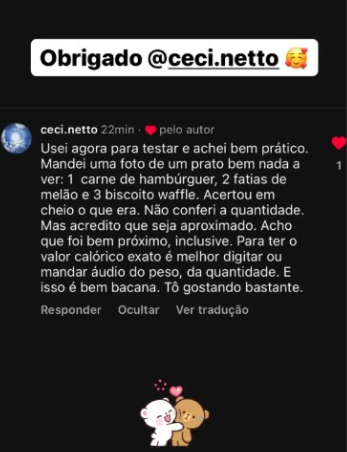 Obrigado @ceci.netto 🥰
ceci.netto 22min · ❤️ pelo autor
Usei agora para testar e achei bem prático.
Mandei uma foto de um prato bem nada a
ver: 1 carne de hambúrguer, 2 fatias de
melão e 3 biscoito waffle. Acertou em
cheio o que era. Não conferi a quantidade.
Mas acredito que seja aproximado. Acho
que foi bem próximo, inclusive. Para ter o
valor calórico exato é melhor digitar ou
mandar áudio do peso, da quantidade. E
isso é bem bacana. Tô gostando bastante.
1
Responder Ocultar Ver tradução